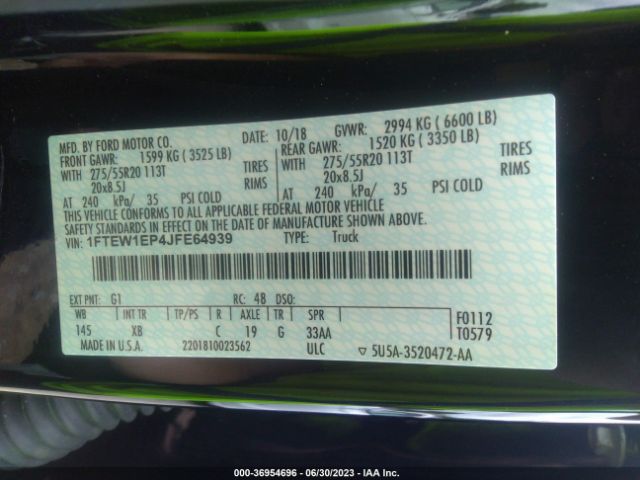 MFD. BY FORD MOTOR CO. DATE: 10/18 GVWR: 2994 KG ( 6600 LB)
FRONT GAWR: 1599 KG ( 3525 LB) REAR GAWR: 1520 KG ( 3350 LB)
WITH 275/55R20 113T TIRES WITH 275/55R20 113T TIRES
20x8.5J RIMS 20x8.5J RIMS
AT 240 kPa/ 35 PSI COLD AT 240 kPa/ 35 PSI COLD
THIS VEHICLE CONFORMS TO ALL APPLICABLE FEDERAL MOTOR VEHICLE
SAFETY STANDARDS IN EFFECT ON THE DATE OF MANUFACTURE SHOWN ABOVE.
VIN: 1FTEW1EP4JFE64939 TYPE: Truck
EXT PNT: G1 RC: 48 DSO:
WB INT TR TP/PS R AXLE TR SPR F0112
145 XB C 19 G 33AA T0579
MADE IN U.S.A. 2201810023562 ULC ▽ 5U5A-3520472-AA
000-36954696 - 06/30/2023 - IAA Inc.